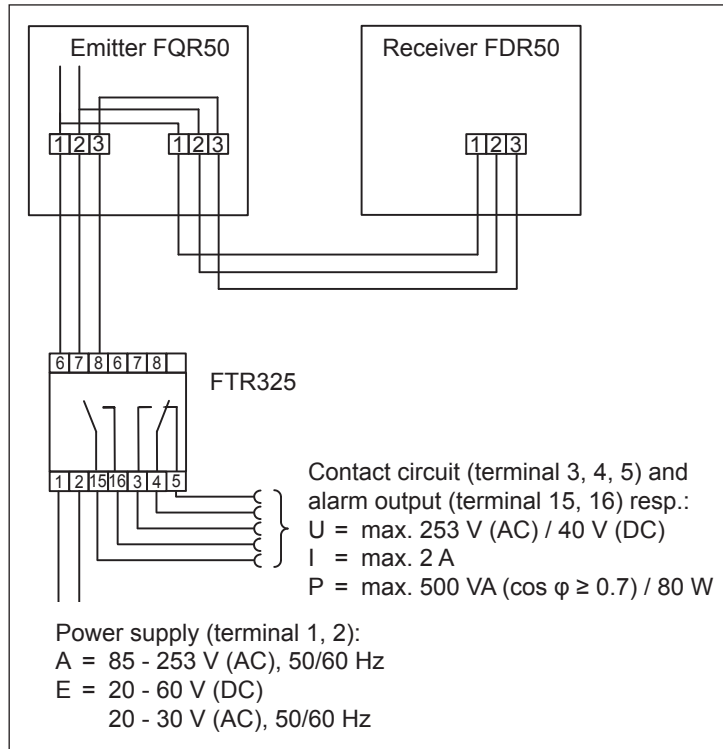 Emitter FQR50
Receiver FDR50
1 2 3
1 2 3
1 2 3
6 7 8 6 7 8
FTR325
1 2 15 16 3 4 5
Contact circuit (terminal 3, 4, 5) and
alarm output (terminal 15, 16) resp.:
U = max. 253 V (AC) / 40 V (DC)
I = max. 2 A
P = max. 500 VA (cos φ ≥ 0.7) / 80 W
Power supply (terminal 1, 2):
A = 85 - 253 V (AC), 50/60 Hz
E = 20 - 60 V (DC)
20 - 30 V (AC), 50/60 Hz